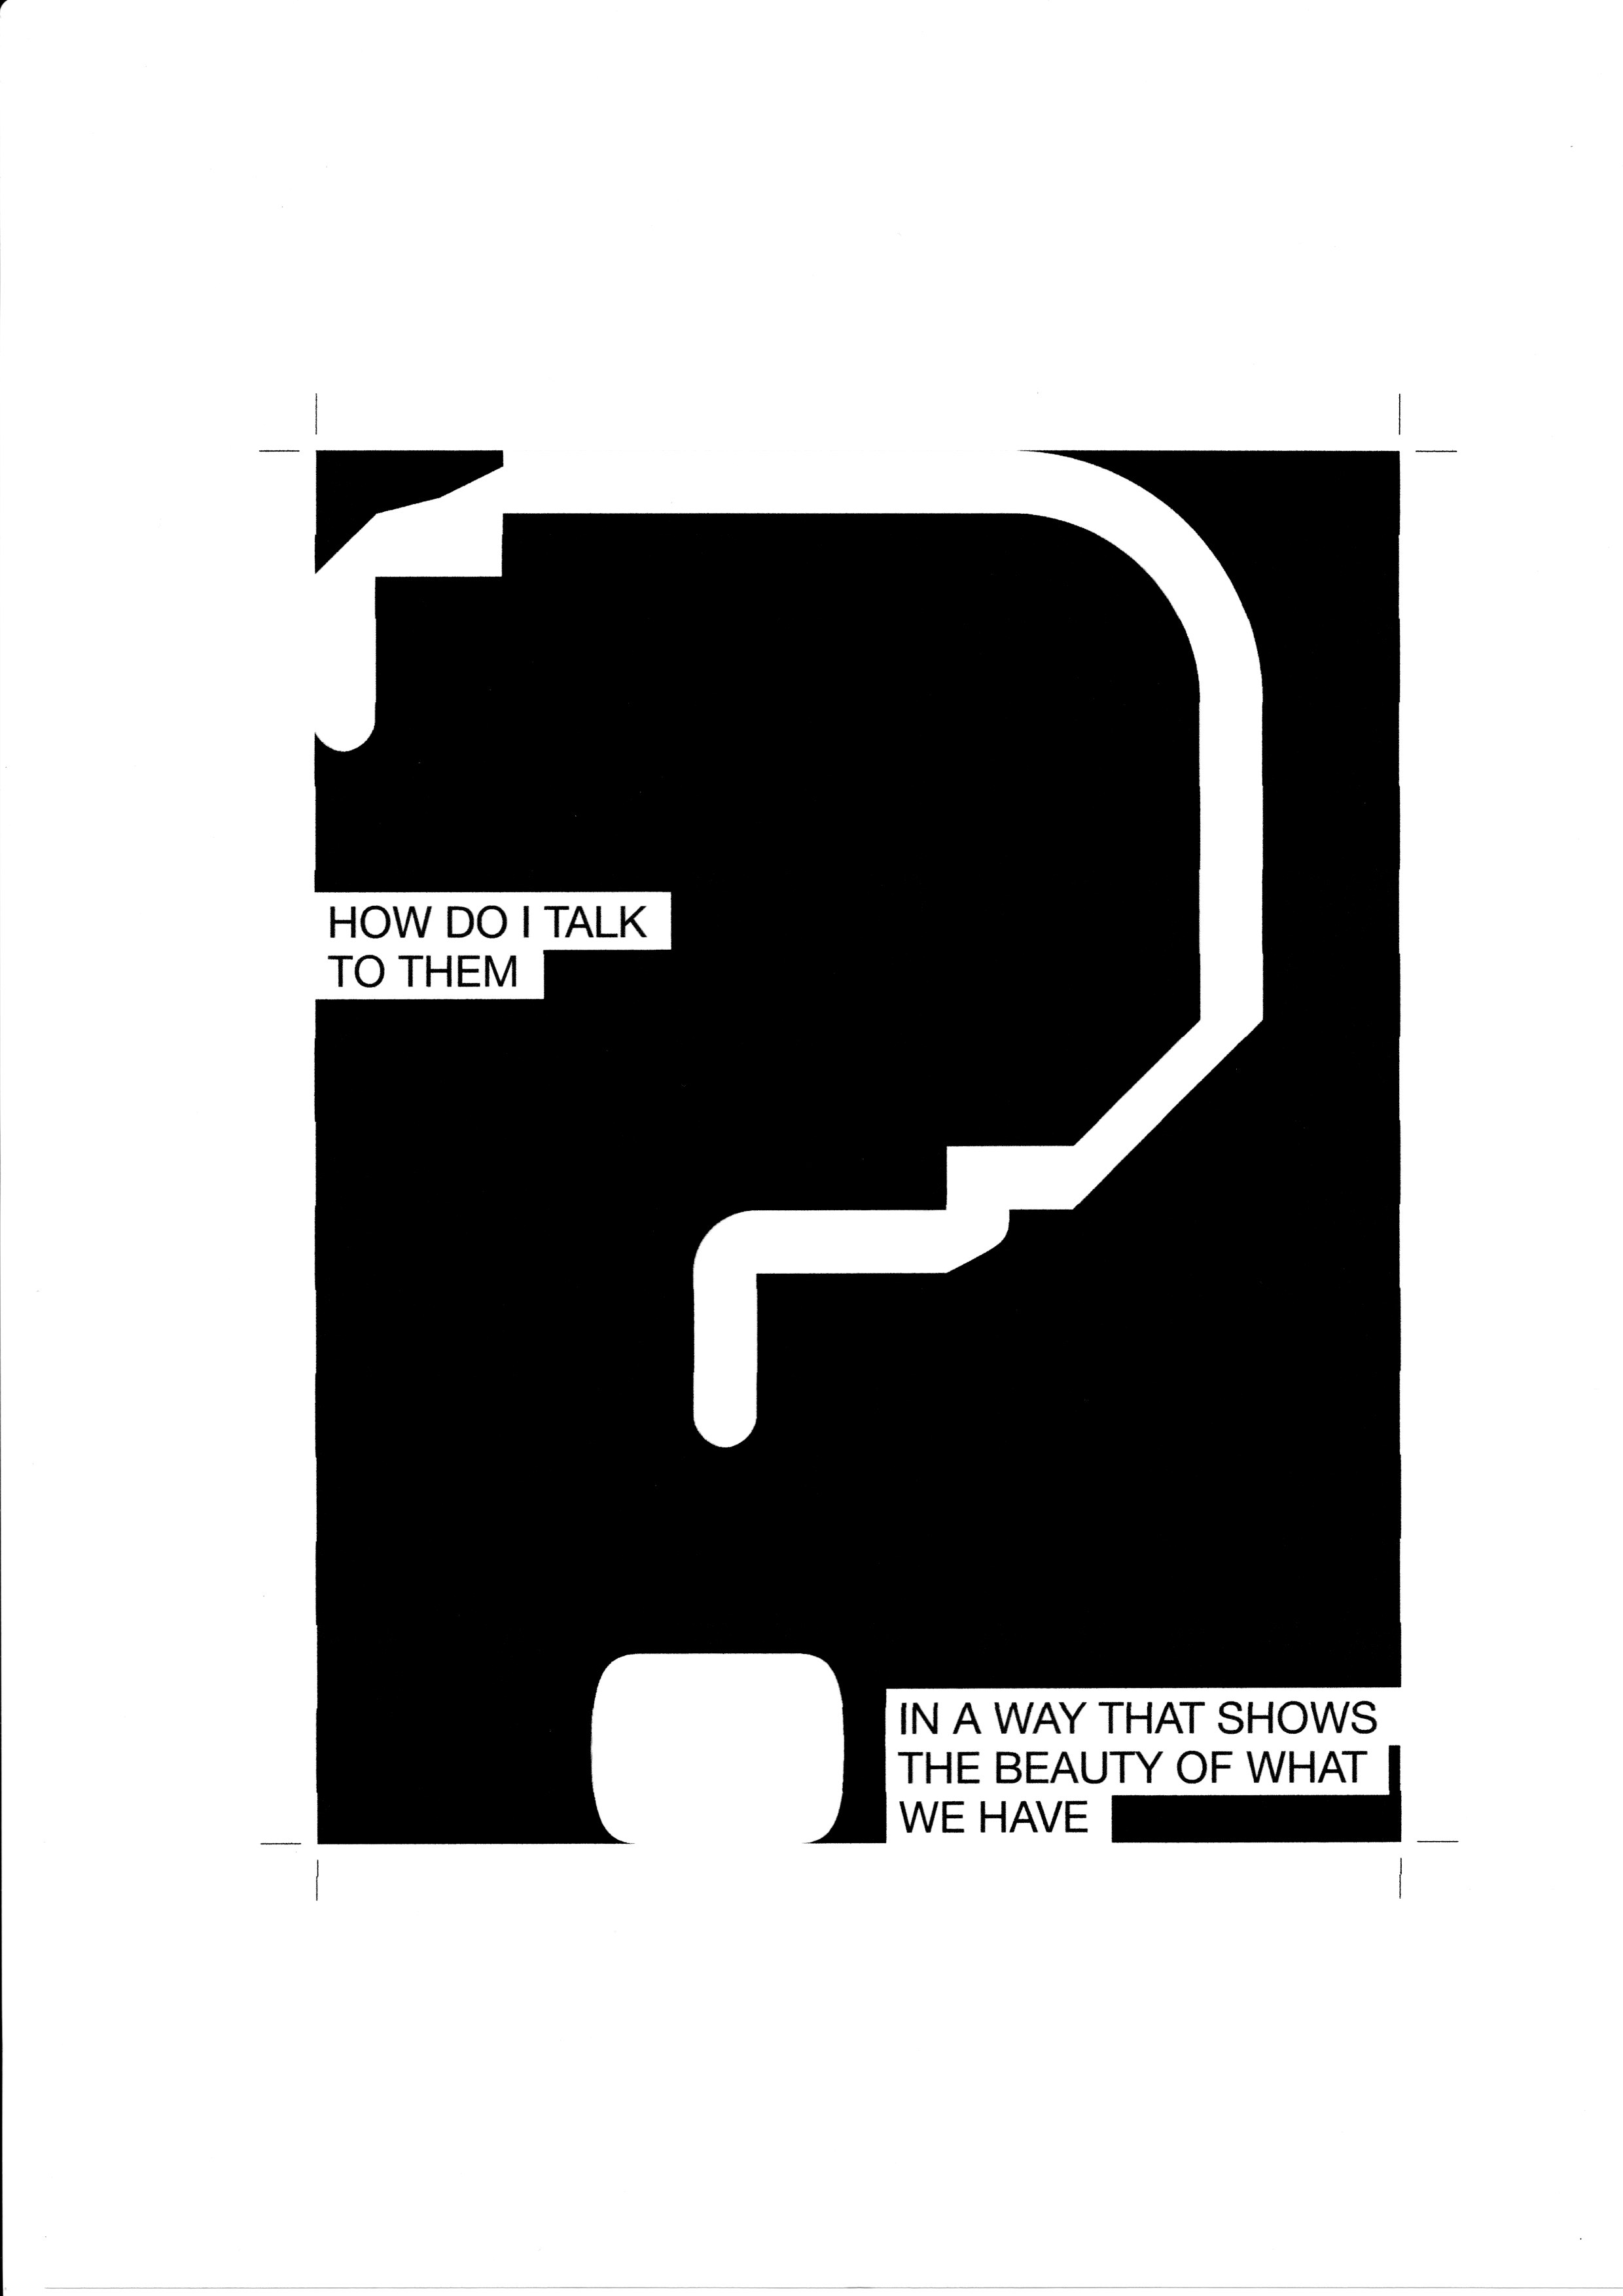 HOW DO I TALK
TO THEM
IN A WAY THAT SHOWS
THE BEAUTY OF WHAT
WE HAVE